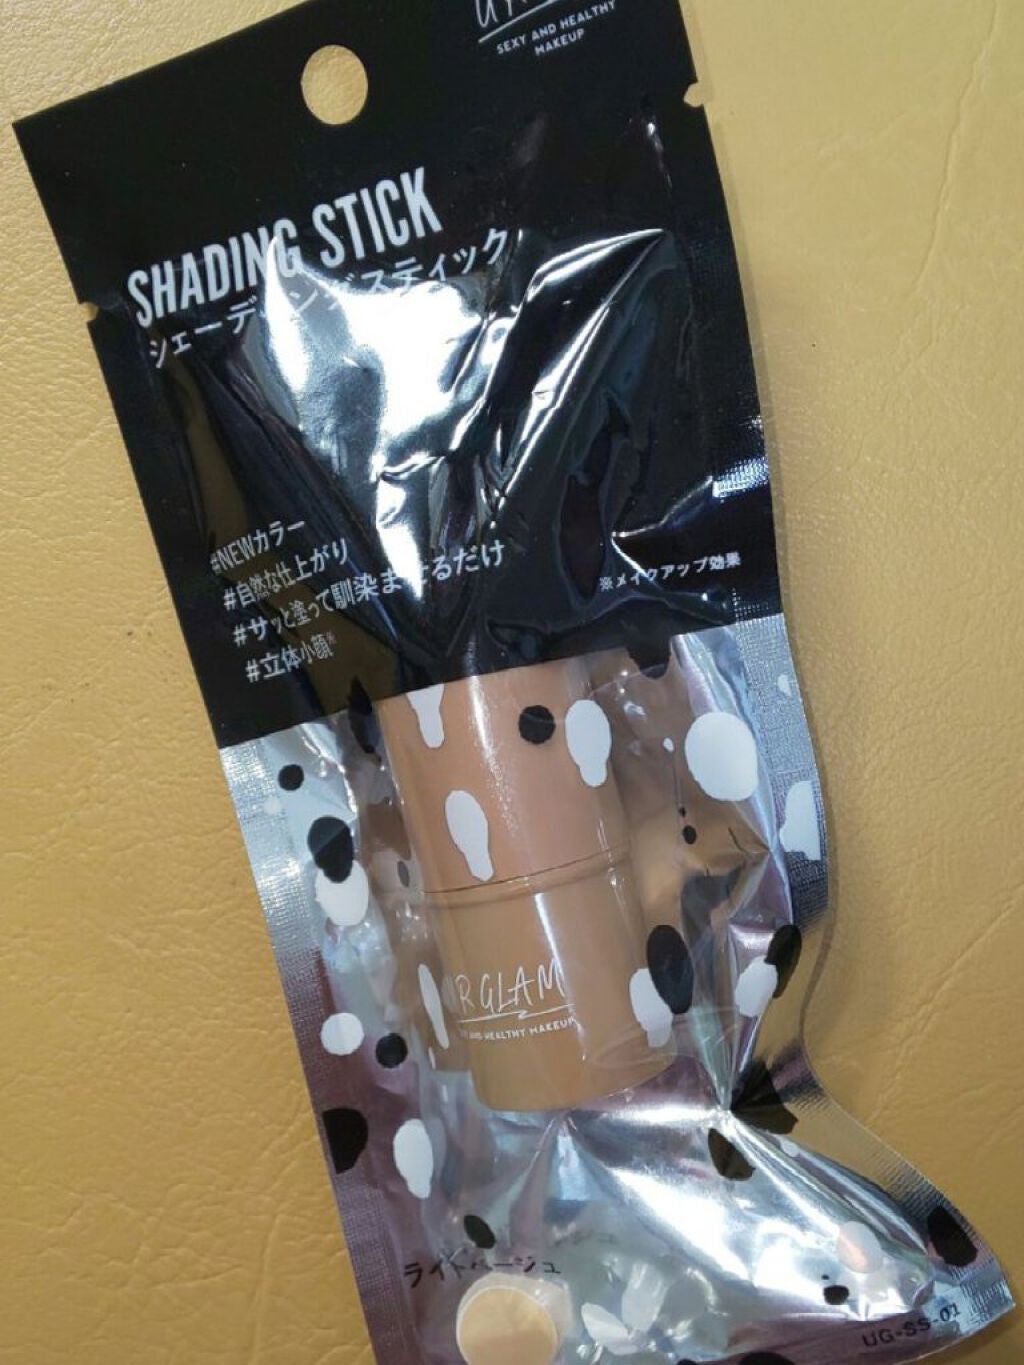 SEXY AND HEALTHY
MAKEUP
SHADING STICK
シェーディングスティック
#NEWカラー
#自然な仕上がり
#サッと塗って馴染ませるだけ
#立体小顔※
※メイクアップ効果
UR GLAM
SEXY AND HEALTHY MAKEUP
ライトベージュ
UG-SS-01